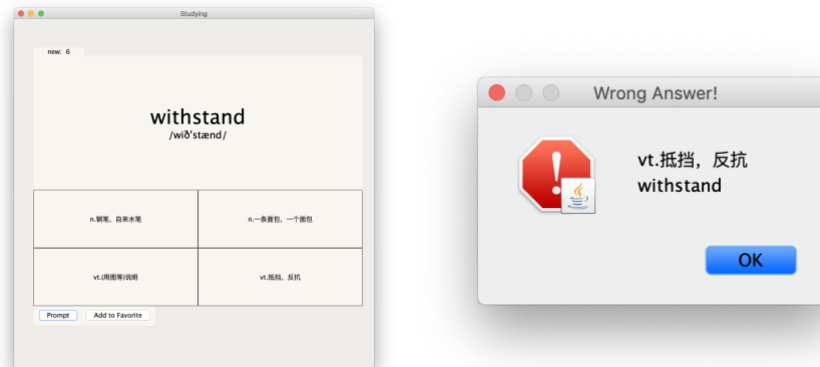 Studying
new: 6
withstand
/wið'stænd/
n.钢笔，自来水笔
n.一条面包，一个面包
vt.(用图等)说明
vt.抵挡，反抗
Prompt
Add to Favorite
Wrong Answer!
vt.抵挡，反抗
withstand
OK